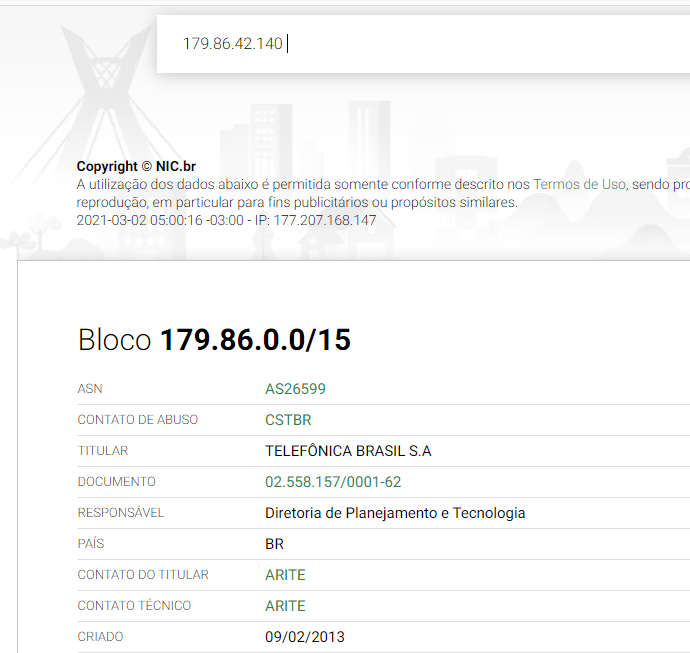 179.86.42.140
Copyright © NIC.br
A utilização dos dados abaixo é permitida somente conforme descrito nos Termos de Uso, sendo pro
reprodução, em particular para fins publicitários ou propósitos similares.
2021-03-02 05:00:16 -03:00 - IP: 177.207.168.147
Bloco 179.86.0.0/15
ASN AS26599
CONTATO DE ABUSO CSTBR
TITULAR TELEFÔNICA BRASIL S.A
DOCUMENTO 02.558.157/0001-62
RESPONSÁVEL Diretoria de Planejamento e Tecnologia
PAÍS BR
CONTATO DO TITULAR ARITE
CONTATO TÉCNICO ARITE
CRIADO 09/02/2013